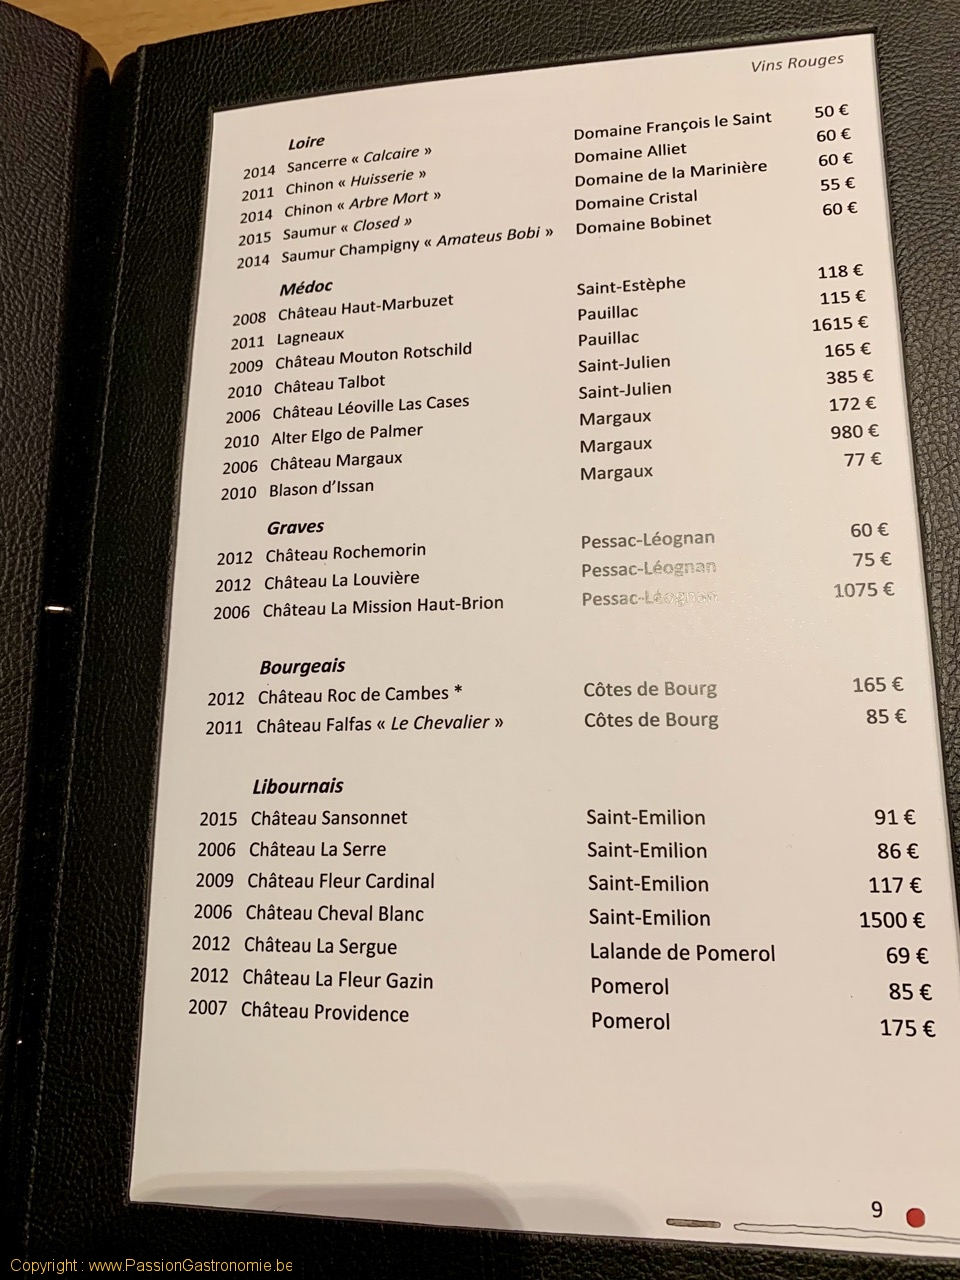 Vins Rouges
Loire
2014 Sancerre « Calcaire » Domaine François le Saint 50 €
2011 Chinon « Huisserie » Domaine Alliet 60 €
2014 Chinon « Arbre Mort » Domaine de la Marinière 60 €
2015 Saumur « Closed » Domaine Cristal 55 €
2014 Saumur Champigny « Amateus Bobi » Domaine Bobinet 60 €
Médoc
2008 Château Haut-Marbuzet Saint-Estèphe 118 €
2011 Lagneaux Pauillac 115 €
2009 Château Mouton Rotschild Pauillac 1615 €
2010 Château Talbot Saint-Julien 165 €
2006 Château Léoville Las Cases Saint-Julien 385 €
2010 Alter Elgo de Palmer Margaux 172 €
2006 Château Margaux Margaux 980 €
2010 Blason d'Issan Margaux 77 €
Graves
2012 Château Rochemorin Pessac-Léognan 60 €
2012 Château La Louvière Pessac-Léognan 75 €
2006 Château La Mission Haut-Brion Pessac-Léognan 1075 €
Bourgeais
2012 Château Roc de Cambes * Côtes de Bourg 165 €
2011 Château Falfas « Le Chevalier » Côtes de Bourg 85 €
Libournais
2015 Château Sansonnet Saint-Emilion 91 €
2006 Château La Serre Saint-Emilion 86 €
2009 Château Fleur Cardinal Saint-Emilion 117 €
2006 Château Cheval Blanc Saint-Emilion 1500 €
2012 Château La Sergue Lalande de Pomerol 69 €
2012 Château La Fleur Gazin Pomerol 85 €
2007 Château Providence Pomerol 175 €
9
Copyright : www.PassionGastronomie.be